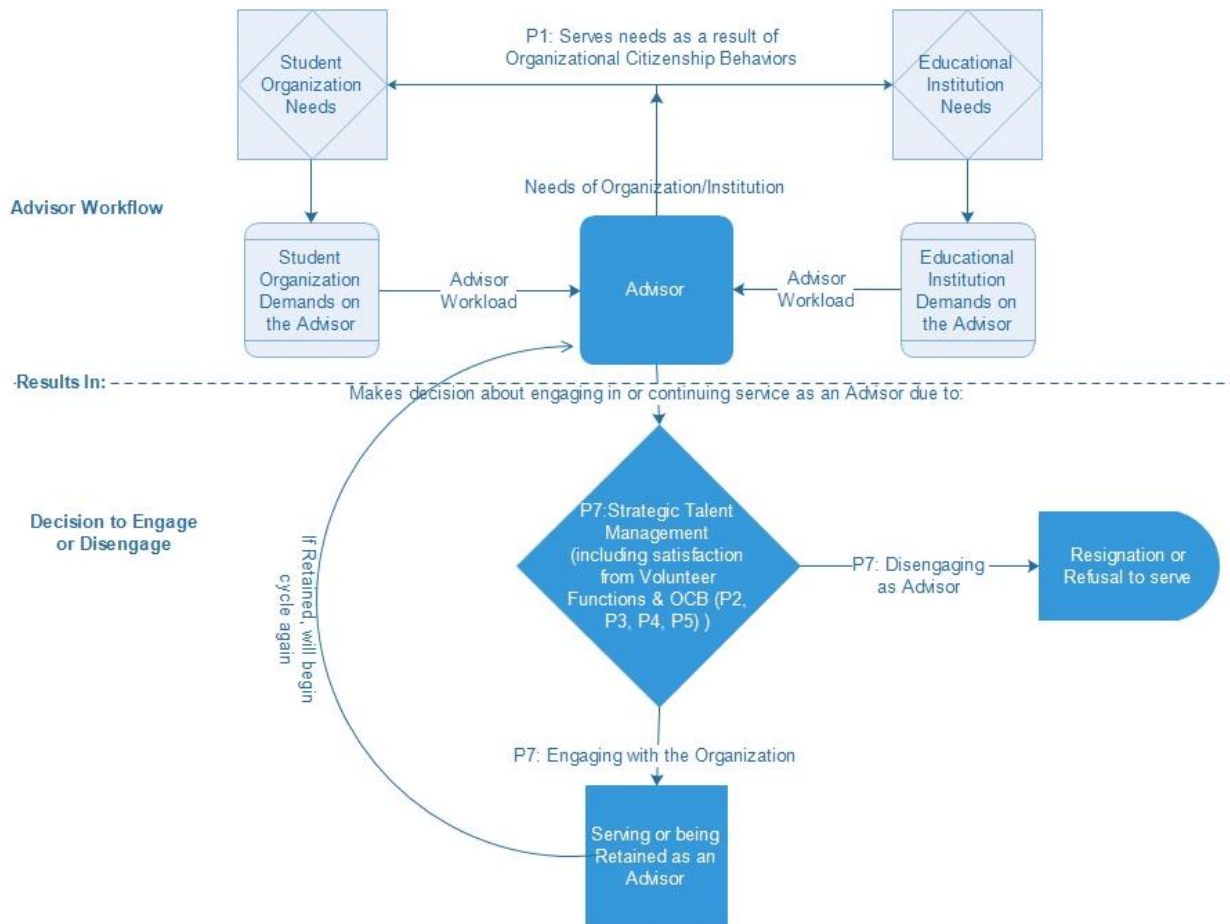 P1: Serves needs as a result of
Organizational Citizenship Behaviors
Student
Organization
Needs
Educational
Institution
Needs
Needs of Organization/Institution
Advisor Workflow
Student
Organization
Demands on
the Advisor
Advisor
Workload
Advisor
Advisor
Workload
Educational
Institution
Demands on
the Advisor
Results In:
Makes decision about engaging in or continuing service as an Advisor due to:
Decision to Engage
or Disengage
If Retained, will begin
cycle again
P7:Strategic Talent
Management
(including satisfaction
from Volunteer
Functions & OCB (P2,
P3, P4, P5) )
P7: Disengaging
as Advisor
Resignation or
Refusal to serve
P7: Engaging with the Organization
Serving or being
Retained as an
Advisor